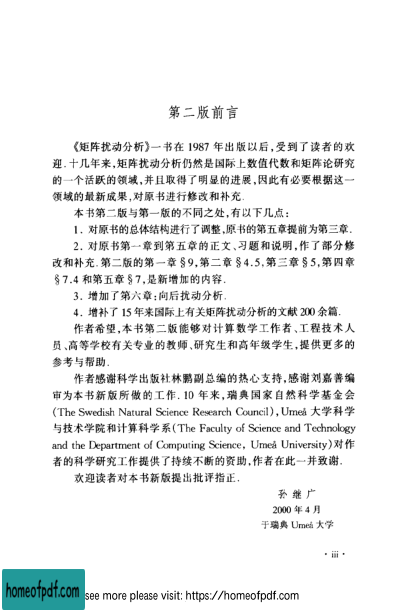 第二版前言
《矩阵扰动分析》一书在 1987 年出版以后,受到了读者的欢
迎.十几年来,矩阵扰动分析仍然是国际上数值代数和矩阵论研究
的一个活跃的领域,并且取得了明显的进展,因此有必要根据这一
领域的最新成果,对原书进行修改和补充.
本书第二版与第一版的不同之处,有以下几点:
1. 对原书的总体结构进行了调整,原书的第五章提前为第三章.
2. 对原书第一章到第五章的正文、习题和说明,作了部分修
改和补充.第二版的第一章 §9,第二章 §4.5,第三章 §5,第四章
§7.4 和第五章 §7,是新增加的内容.
3. 增加了第六章:向后扰动分析.
4. 增补了 15 年来国际上有关矩阵扰动分析的文献 200 余篇.
作者希望,本书第二版能够对计算数学工作者、工程技术人
员、高等学校有关专业的教师、研究生和高年级学生,提供更多的
参考与帮助.
作者感谢科学出版社林鹏副总编的热心支持,感谢刘嘉善编
审为本书新版所做的工作. 10 年来,瑞典国家自然科学基金会
(The Swedish Natural Science Research Council), Umeå 大学科学
与技术学院和计算科学系(The Faculty of Science and Technology
and the Department of Computing Science, Umeå University)对作
者的科学研究工作提供了持续不断的资助,作者在此一并致谢.
欢迎读者对本书新版提出批评指正.
孙继广
2000 年 4 月
于瑞典 Umeå 大学
· iii ·
homeofpdf.com
see more please visit: https://homeofpdf.com